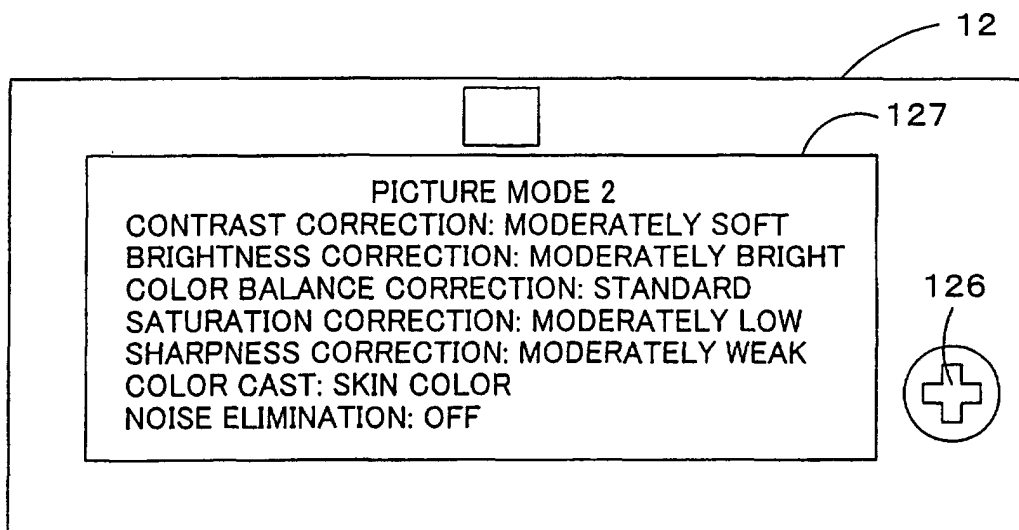 12
127
PICTURE MODE 2
CONTRAST CORRECTION: MODERATELY SOFT
BRIGHTNESS CORRECTION: MODERATELY BRIGHT
COLOR BALANCE CORRECTION: STANDARD
SATURATION CORRECTION: MODERATELY LOW
SHARPNESS CORRECTION: MODERATELY WEAK
COLOR CAST: SKIN COLOR
NOISE ELIMINATION: OFF
126